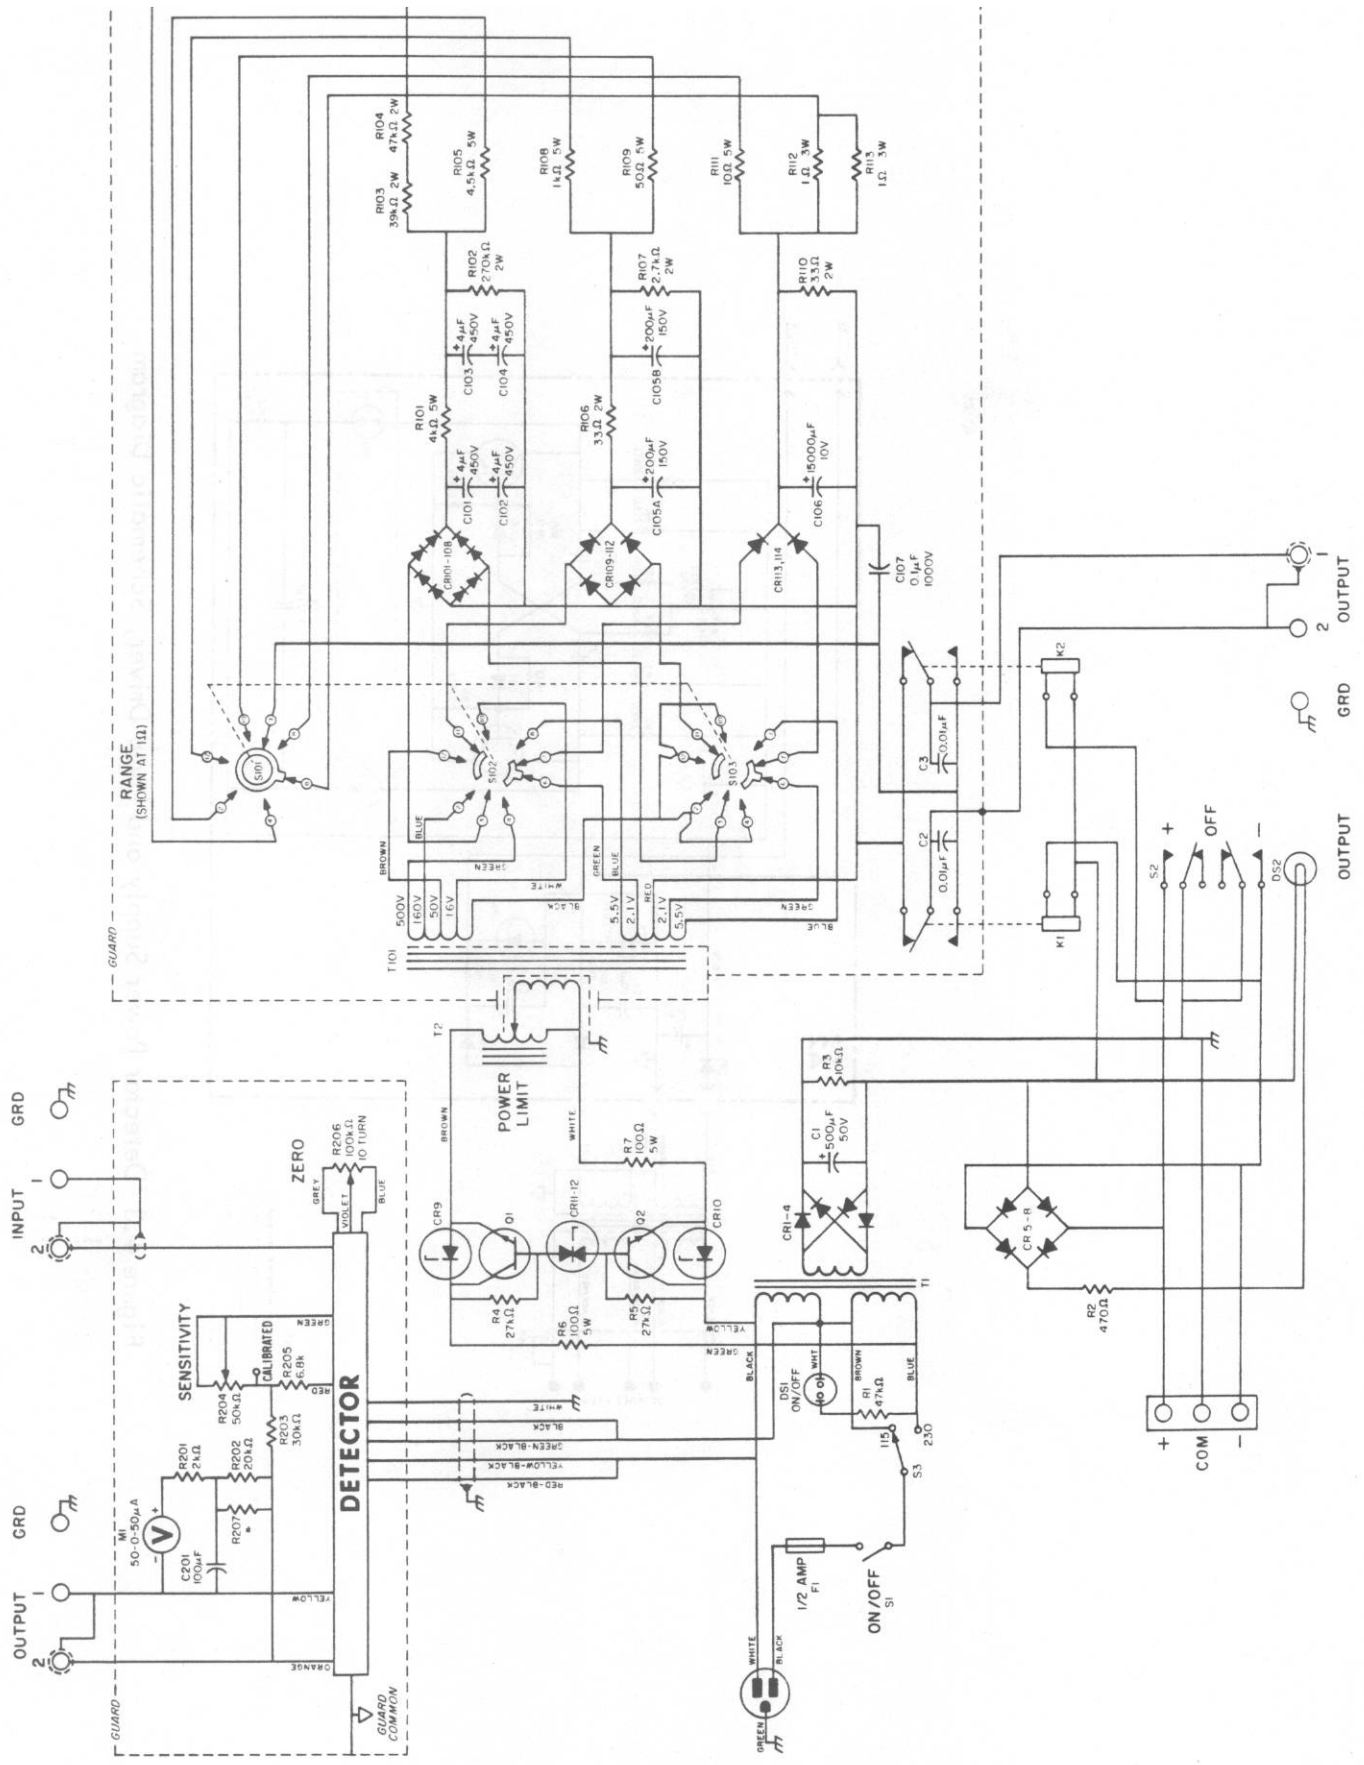 GUARD
RANGE
(SHOWN AT 1Ω)
S101
S102
S103
R104
47kΩ 2W
R103
39kΩ 2W
R105
4.5kΩ 5W
R108
1kΩ 5W
R109
50Ω 5W
R111
10Ω 5W
R112
1Ω 3W
R113
1Ω 3W
R102
270kΩ
2W
R107
2.7kΩ
2W
R110
33Ω
2W
+ 4µF
450V
C103
+ 4µF
450V
C104
+ 200µF
150V
C105B
R101
4kΩ 5W
R106
33Ω 2W
+ 4µF
450V
C101
+ 4µF
450V
C102
+ 200µF
150V
C105A
+ 15000µF
10V
C106
CR101-108
CR109-112
CR113,114
C107
0.1µF
1000V
BROWN
BLUE
GREEN
WHITE
BLACK
GREEN
BLUE
RED
GREEN
BLUE
500V
160V
50V
16V
5.5V
2.1V
2.1V
5.5V
T101
C3
0.01µF
C2
0.01µF
K2
K1
1
2
OUTPUT
GRD
S2
+
OFF
-
DS2
OUTPUT
T2
POWER
LIMIT
BROWN
WHITE
R7
100Ω
5W
CR9
Q1
CR11-12
Q2
CR10
R4
27kΩ
R6
100Ω
5W
R5
27kΩ
YELLOW
GREEN
R3
10kΩ
C1
+ 500µF
50V
CR1-4
T1
CR5-8
R2
470Ω
BLACK
WHT
BROWN
BLUE
DS1
ON/OFF
R1
47kΩ
115
230
S3
1/2 AMP
F1
ON/OFF
S1
WHITE
BLACK
GREEN
+
COM
-
GRD
1
INPUT
2
ZERO
R206
100kΩ
10 TURN
GREY
VIOLET
BLUE
SENSITIVITY
GREEN
CALIBRATED
R204
50kΩ
R205
6.8k
RED
R203
30kΩ
R201
2kΩ
R202
20kΩ
R207
*
M1
50-0-50µA
- V +
C201
100µF
GRD
1
OUTPUT
2
YELLOW
ORANGE
DETECTOR
WHITE
BLACK
GREEN-BLACK
YELLOW-BLACK
RED-BLACK
GUARD
GUARD
COMMON